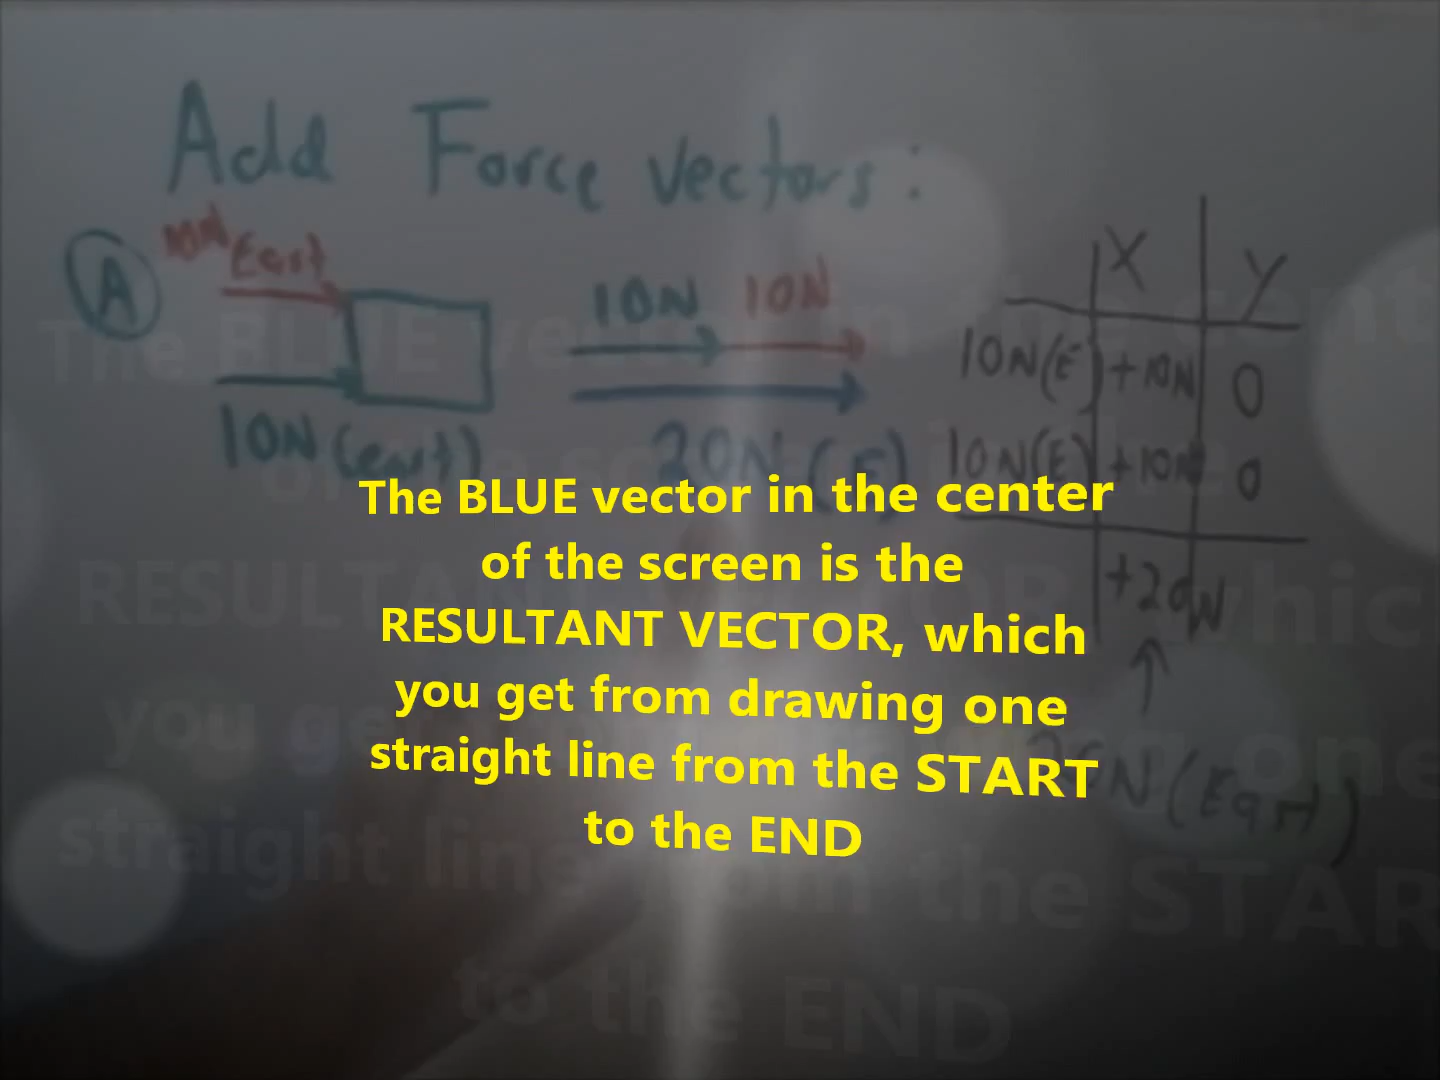 Add Force vectors:
A
10N East
10N (east)
10N 10N
20N (E)
X Y
10N(E) +10N 0
10N(E) +10N 0
+20N
20N (East)
The BLUE vector in the center
of the screen is the
RESULTANT VECTOR, which
you get from drawing one
straight line from the START
to the END